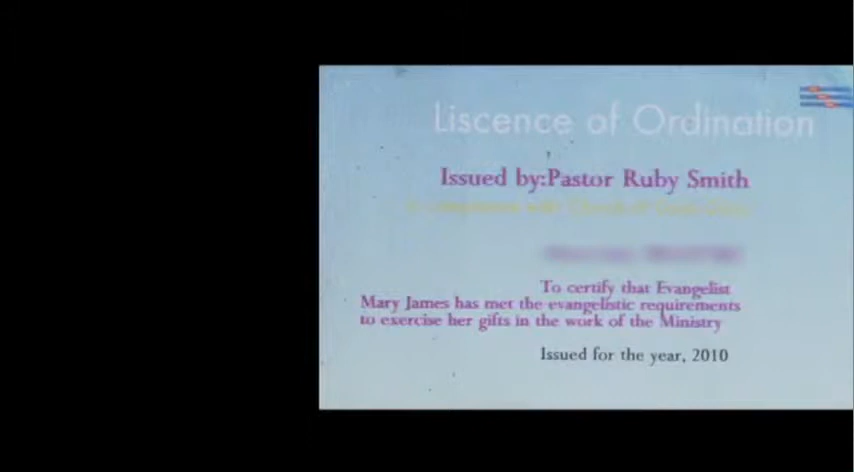 Liscence of Ordination
Issued by:Pastor Ruby Smith
To certify that Evangelist
Mary James has met the evangelistic requirements
to exercise her gifts in the work of the Ministry
Issued for the year, 2010